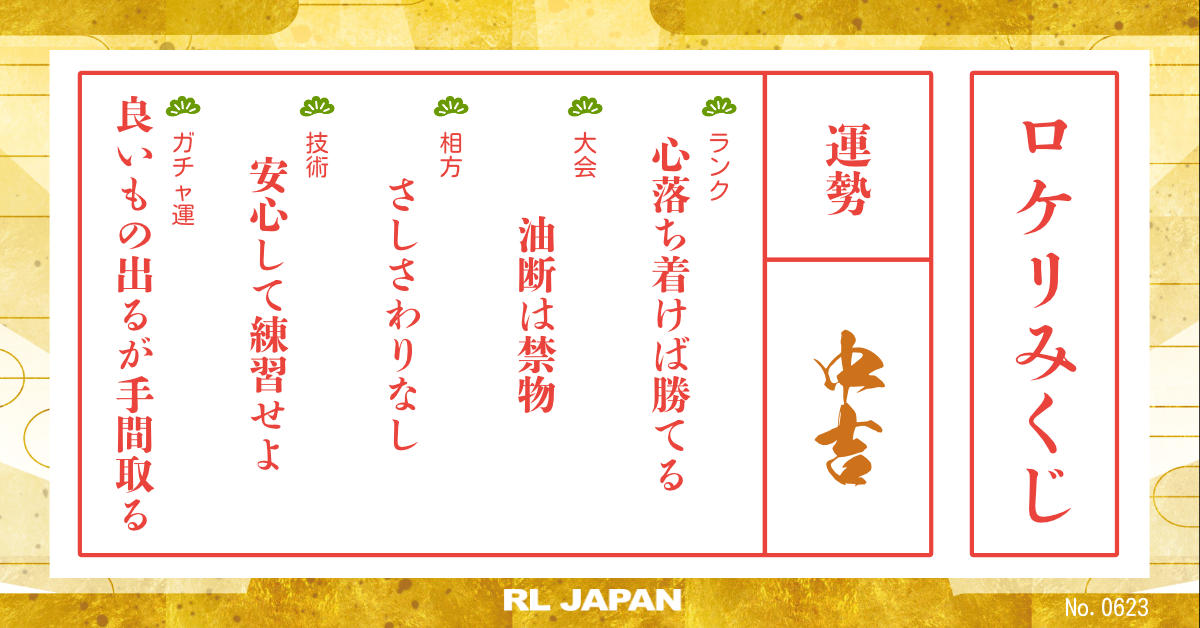 ロケリみくじ
運勢
中吉
ランク
心落ち着けば勝てる
大会
油断は禁物
相方
さしさわりなし
技術
安心して練習せよ
ガチャ運
良いもの出るが手間取る
RL JAPAN
No. 0623